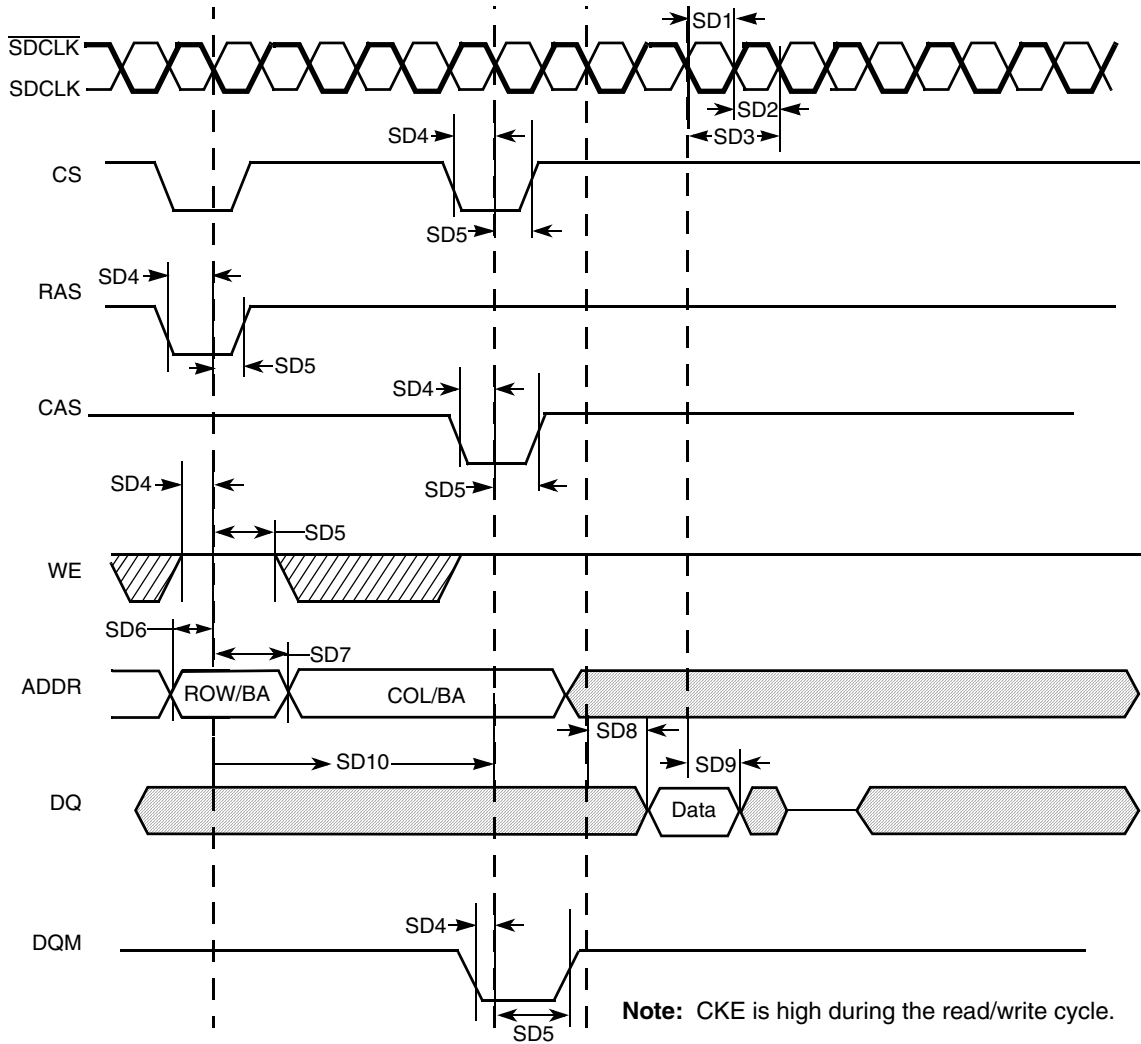 SD1
SDCLK
SDCLK
SD2
SD4
SD3
CS
SD5
SD4
RAS
SD5
SD4
CAS
SD4
SD5
SD5
WE
SD6
SD7
ADDR
ROW/BA
COL/BA
SD8
SD10
SD9
DQ
Data
SD4
DQM
Note: CKE is high during the read/write cycle.
SD5